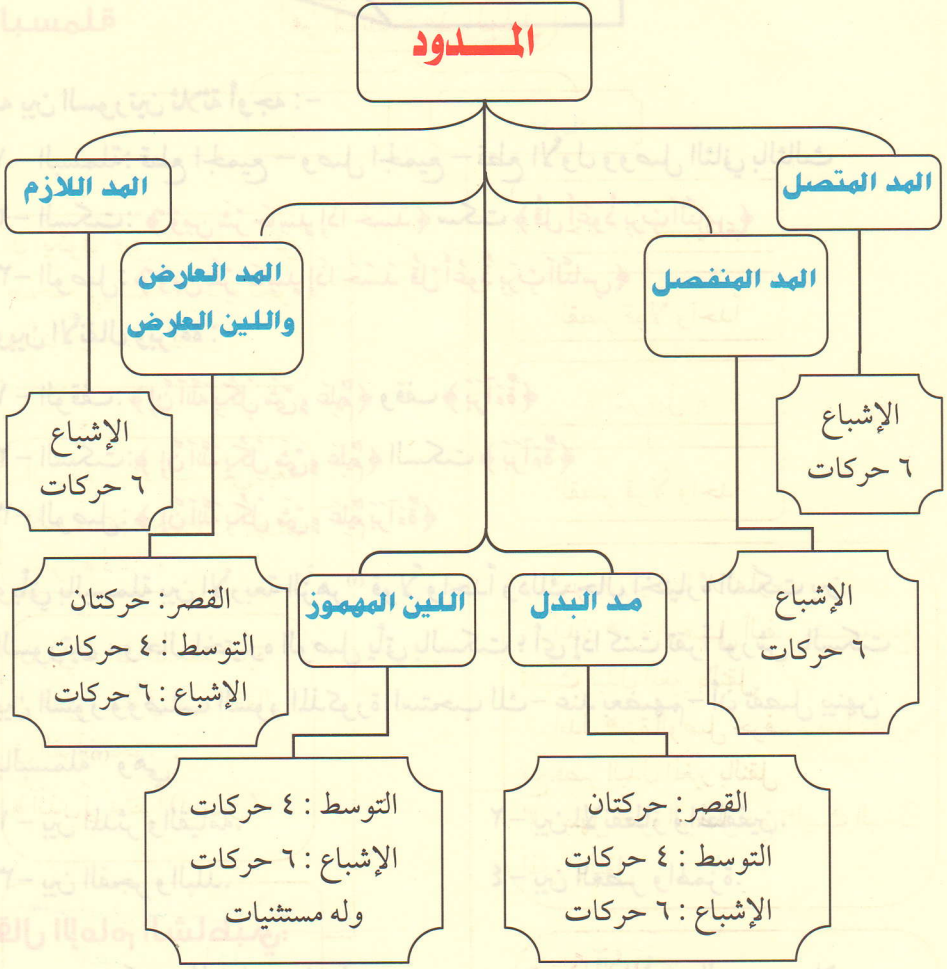 المــــدود
المد المتصل
المد المنفصل
المد العارض
واللين العارض
المد اللازم
الإشباع
٦ حركات
الإشباع
٦ حركات
الإشباع
٦ حركات
القصر : حركتان
التوسط : ٤ حركات
الإشباع : ٦ حركات
مد البدل
اللين المهموز
القصر : حركتان
التوسط : ٤ حركات
الإشباع : ٦ حركات
التوسط : ٤ حركات
الإشباع : ٦ حركات
وله مستثنيات